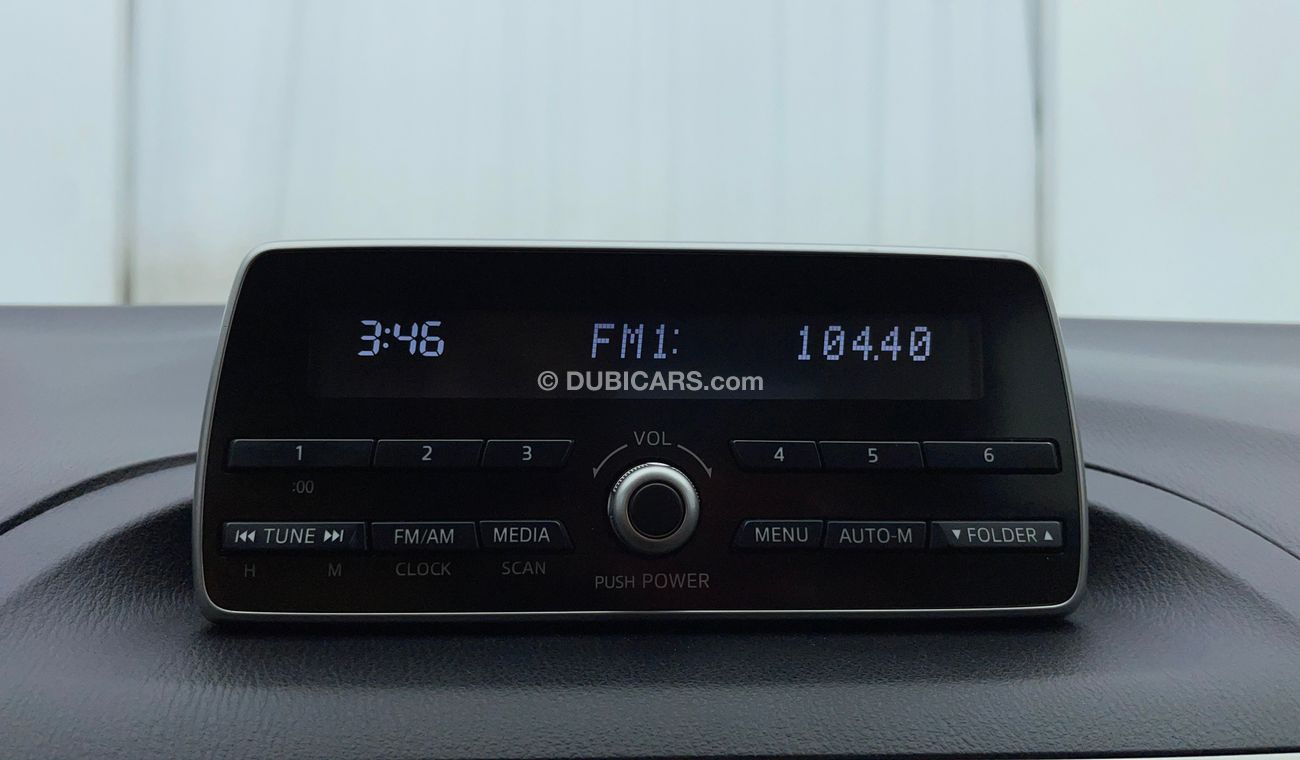 3:46 FM1: 104.40
© DUBICARS.com
VOL
1 2 3 4 5 6
:00
⏮ TUNE ⏭ FM/AM MEDIA MENU AUTO-M ▼ FOLDER ▲
H M CLOCK SCAN
PUSH POWER